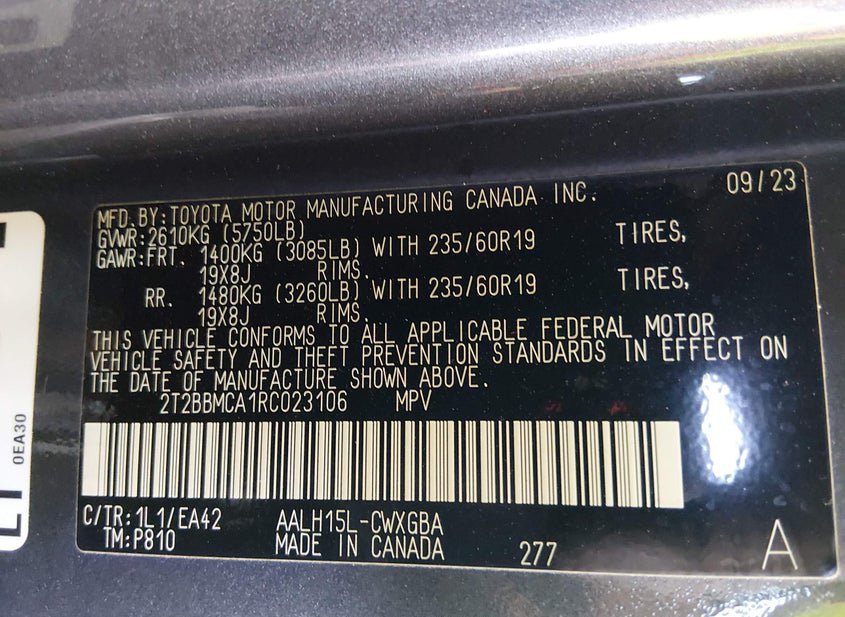 09/23
MFD.BY:TOYOTA MOTOR MANUFACTURING CANADA INC.
GVWR:2610KG (5750LB)
GAWR:FRT. 1400KG (3085LB) WITH 235/60R19 TIRES,
19X8J RIMS.
RR. 1480KG (3260LB) WITH 235/60R19 TIRES,
19X8J RIMS.
THIS VEHICLE CONFORMS TO ALL APPLICABLE FEDERAL MOTOR
VEHICLE SAFETY AND THEFT PREVENTION STANDARDS IN EFFECT ON
THE DATE OF MANUFACTURE SHOWN ABOVE.
2T2BBMCA1RC023106 MPV
C/TR:1L1/EA42 AALH15L-CWXGBA
TM:P810 MADE IN CANADA 277 A
0EA30